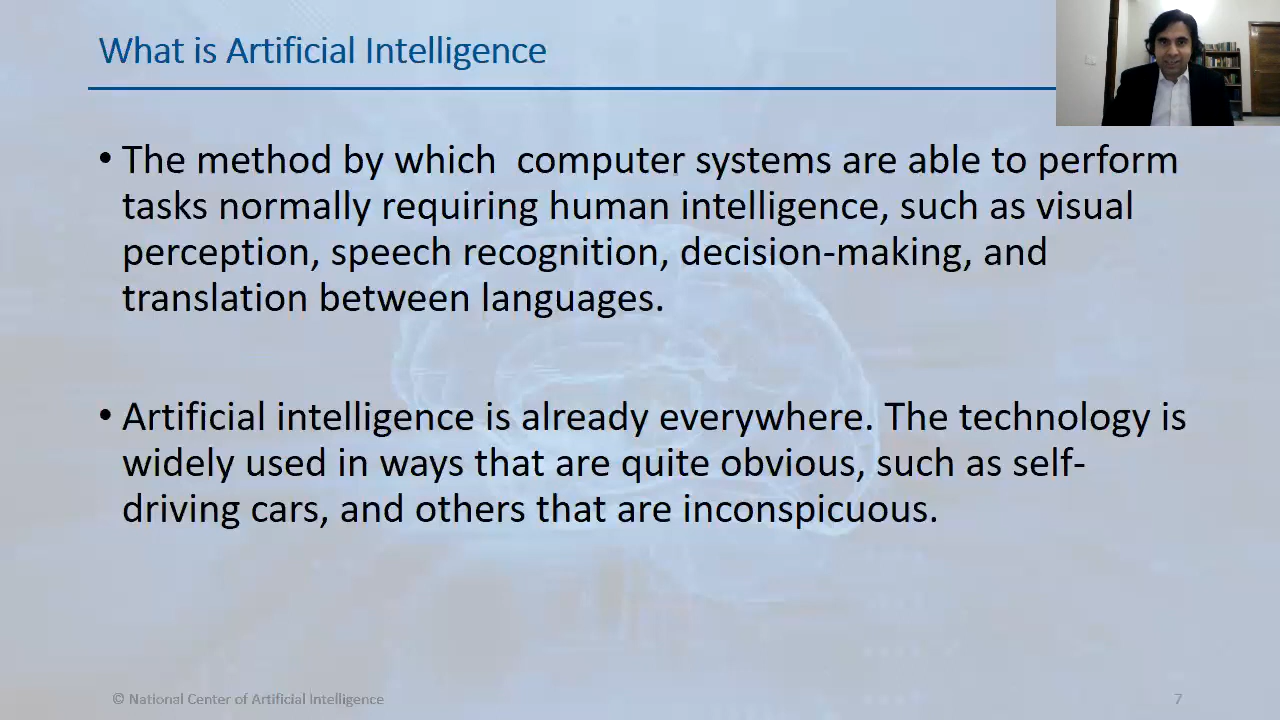 What is Artificial Intelligence
• The method by which  computer systems are able to perform
tasks normally requiring human intelligence, such as visual
perception, speech recognition, decision-making, and
translation between languages.
• Artificial intelligence is already everywhere. The technology is
widely used in ways that are quite obvious, such as self-
driving cars, and others that are inconspicuous.
© National Center of Artificial Intelligence
7